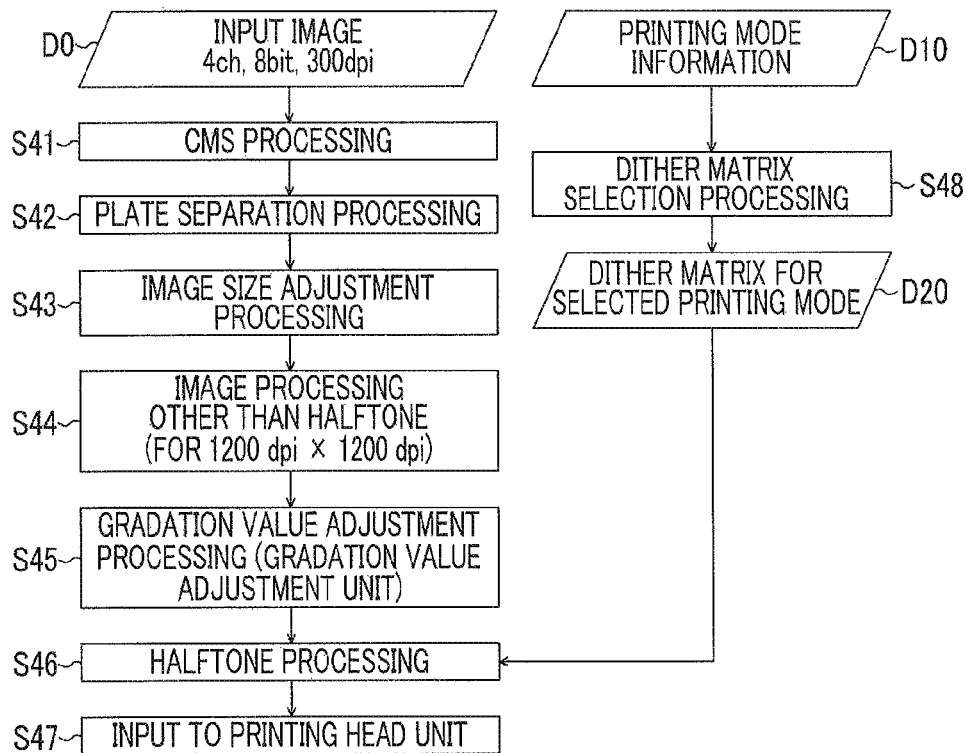 D0
INPUT IMAGE
4ch, 8bit, 300dpi
S41
CMS PROCESSING
S42
PLATE SEPARATION PROCESSING
S43
IMAGE SIZE ADJUSTMENT
PROCESSING
S44
IMAGE PROCESSING
OTHER THAN HALFTONE
(FOR 1200 dpi × 1200 dpi)
S45
GRADATION VALUE ADJUSTMENT
PROCESSING (GRADATION VALUE
ADJUSTMENT UNIT)
S46
HALFTONE PROCESSING
S47
INPUT TO PRINTING HEAD UNIT
PRINTING MODE
INFORMATION
D10
DITHER MATRIX
SELECTION PROCESSING
S48
DITHER MATRIX FOR
SELECTED PRINTING MODE
D20